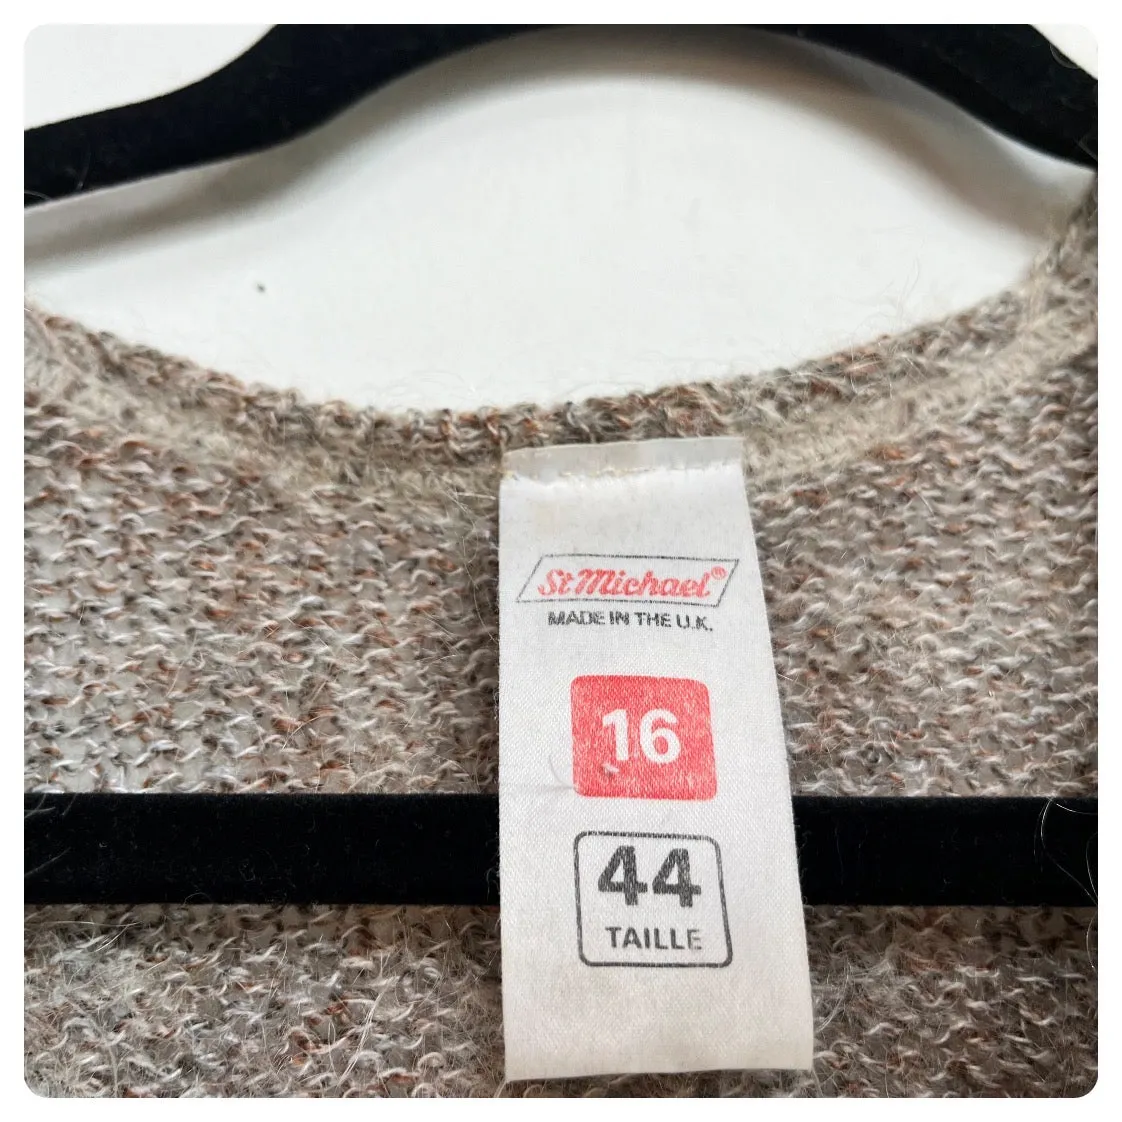 St Michael®
MADE IN THE U.K.
16
44
TAILLE